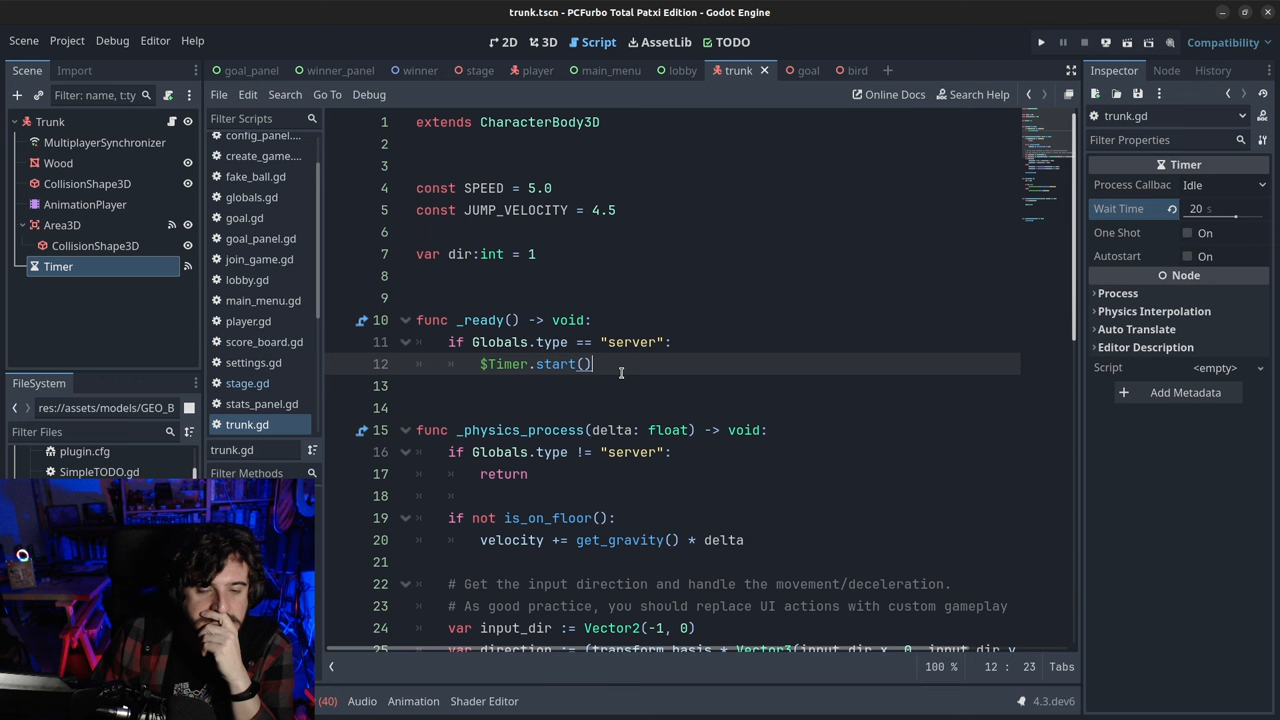 trunk.tscn - PCFurbo Total Patxi Edition - Godot Engine
Scene Project Debug Editor Help
2D 3D Script AssetLib TODO
Compatibility
Scene Import
goal_panel winner_panel winner stage player main_menu lobby trunk goal bird
Inspector Node History
Filter: name, t:ty
File Edit Search Go To Debug
Online Docs Search Help
Trunk
MultiplayerSynchronizer
Wood
CollisionShape3D
AnimationPlayer
Area3D
CollisionShape3D
Timer
Filter Scripts
config_panel....
create_game....
fake_ball.gd
globals.gd
goal.gd
goal_panel.gd
join_game.gd
lobby.gd
main_menu.gd
player.gd
score_board.gd
settings.gd
stage.gd
stats_panel.gd
trunk.gd
trunk.gd
Filter Methods
FileSystem
res://assets/models/GEO_B
Filter Files
plugin.cfg
SimpleTODO.gd
1 extends CharacterBody3D
2
3
4 const SPEED = 5.0
5 const JUMP_VELOCITY = 4.5
6
7 var dir:int = 1
8
9
10 func _ready() -> void:
11 if Globals.type == "server":
12 $Timer.start()
13
14
15 func _physics_process(delta: float) -> void:
16 if Globals.type != "server":
17 return
18
19 if not is_on_floor():
20 velocity += get_gravity() * delta
21
22 # Get the input direction and handle the movement/deceleration.
23 # As good practice, you should replace UI actions with custom gameplay
24 var input_dir := Vector2(-1, 0)
25 var direction := (transform.basis * Vector3(input_dir.x, 0, input_dir.y
100 % 12 : 23 Tabs
(40) Audio Animation Shader Editor
4.3.dev6
trunk.gd
Filter Properties
Timer
Process Callbac Idle
Wait Time 20 s
One Shot On
Autostart On
Node
Process
Physics Interpolation
Auto Translate
Editor Description
Script <empty>
Add Metadata